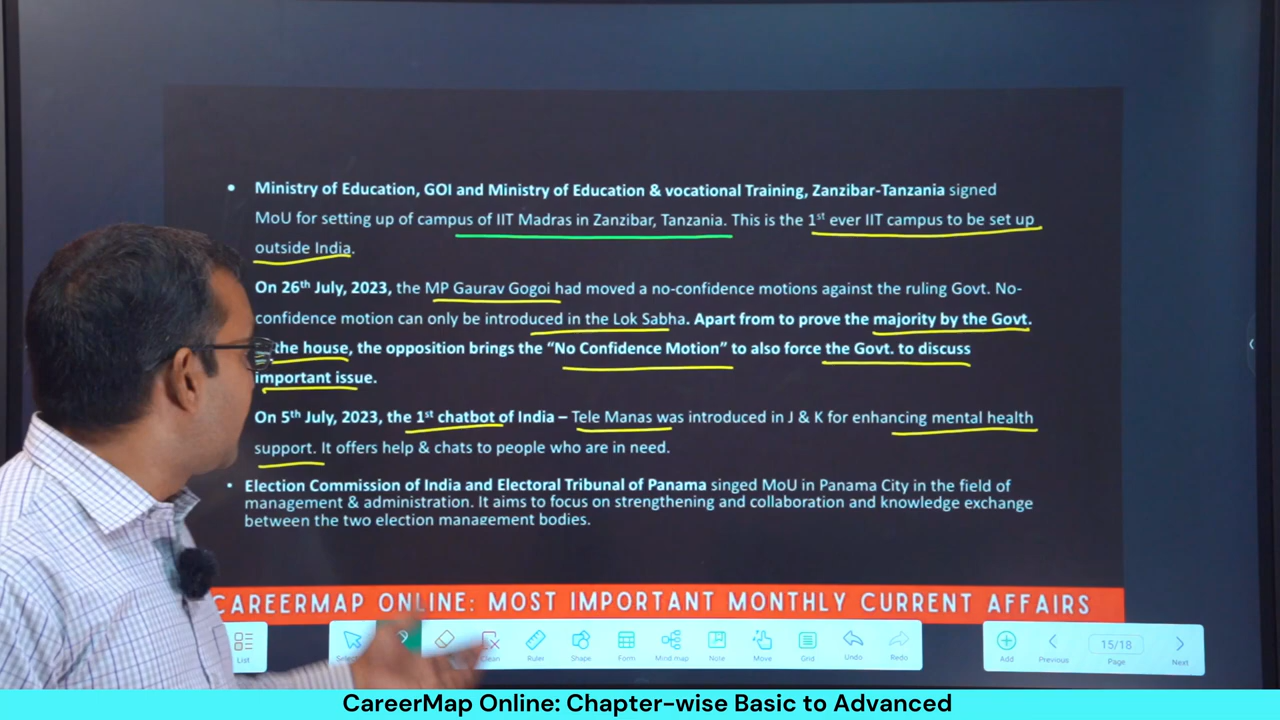 • Ministry of Education, GOI and Ministry of Education & vocational Training, Zanzibar-Tanzania signed
MoU for setting up of campus of IIT Madras in Zanzibar, Tanzania. This is the 1st ever IIT campus to be set up
outside India.
On 26th July, 2023, the MP Gaurav Gogoi had moved a no-confidence motions against the ruling Govt. No-
confidence motion can only be introduced in the Lok Sabha. Apart from to prove the majority by the Govt.
the house, the opposition brings the “No Confidence Motion” to also force the Govt. to discuss
important issue.
On 5th July, 2023, the 1st chatbot of India – Tele Manas was introduced in J & K for enhancing mental health
support. It offers help & chats to people who are in need.
• Election Commission of India and Electoral Tribunal of Panama singed MoU in Panama City in the field of
management & administration. It aims to focus on strengthening and collaboration and knowledge exchange
between the two election management bodies.
CAREERMAP ONLINE: MOST IMPORTANT MONTHLY CURRENT AFFAIRS
List Clean Ruler Shape Form Mind map Note Move Grid Undo Redo Add Previous 15/18 Page Next
CareerMap Online: Chapter-wise Basic to Advanced